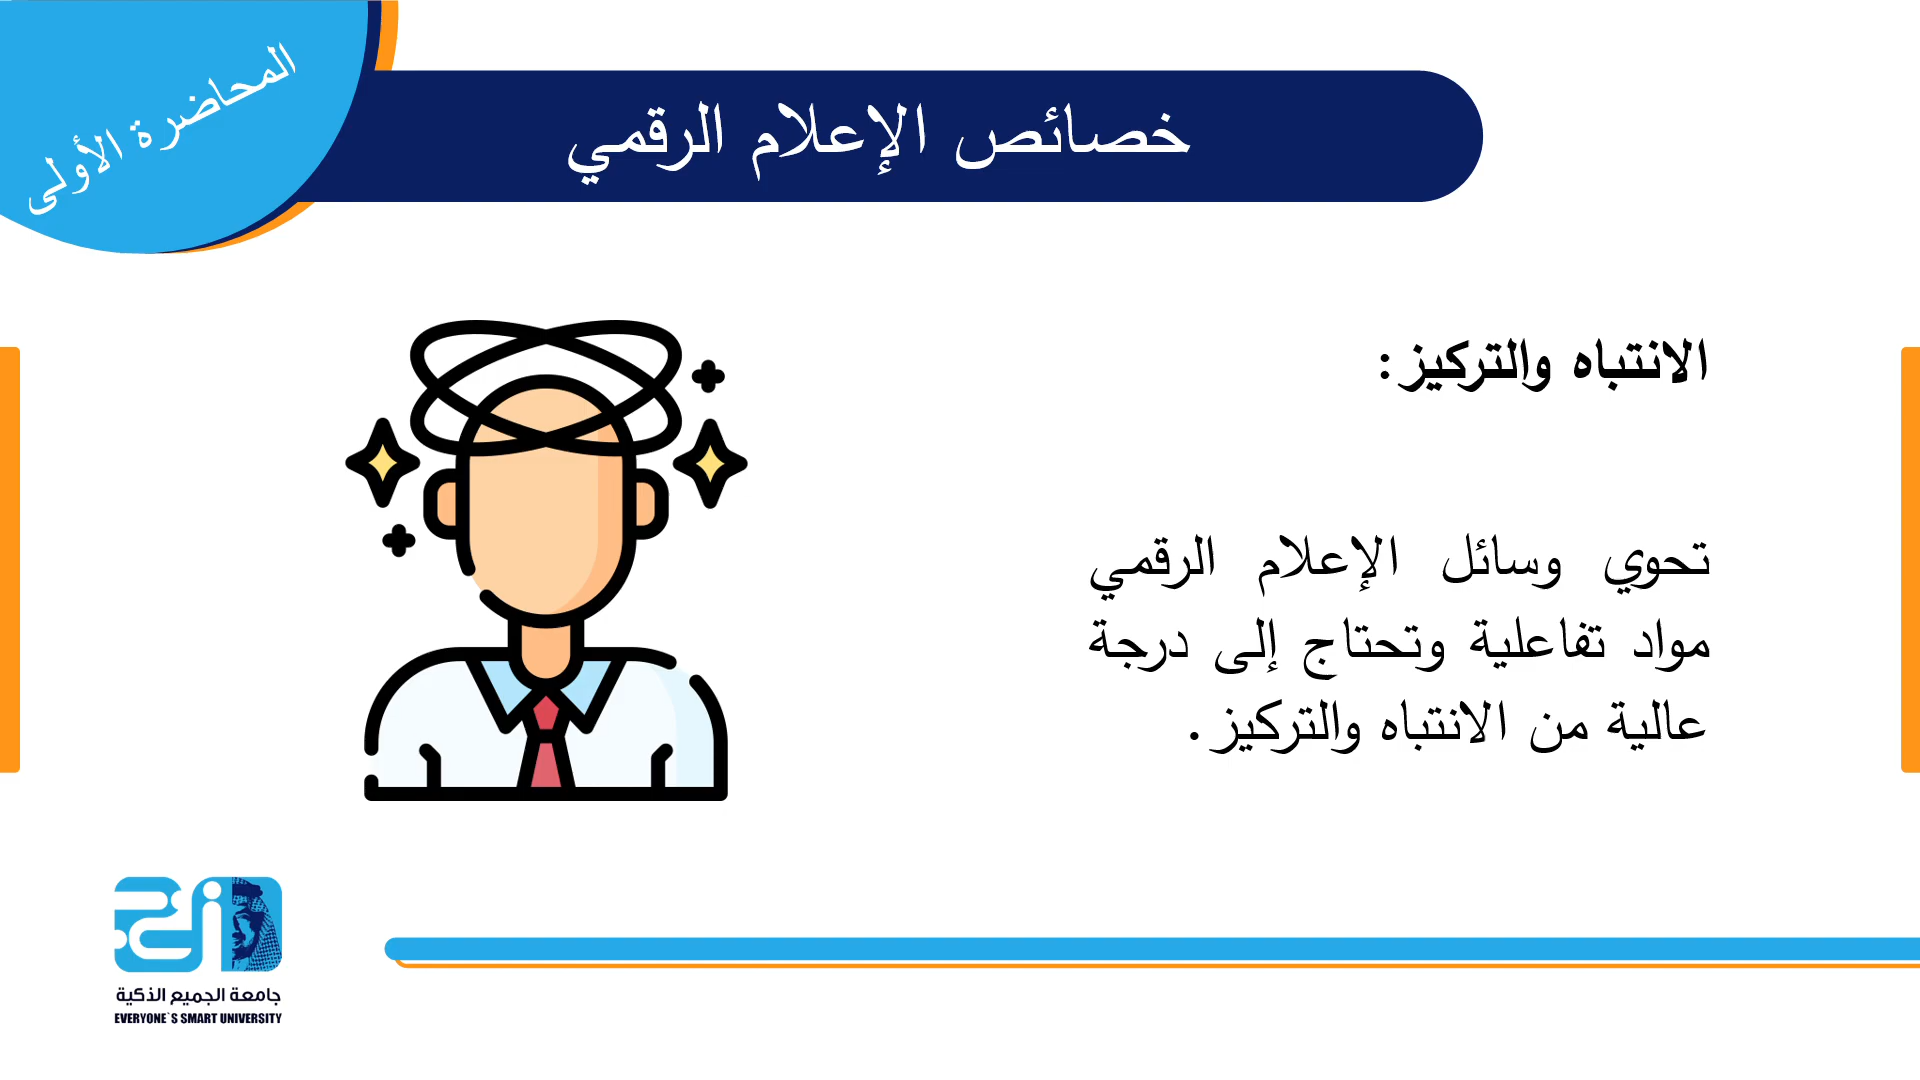 المحاضرة الأولى
خصائص الإعلام الرقمي
الانتباه والتركيز:
تحوي وسائل الإعلام الرقمي
مواد تفاعلية وتحتاج إلى درجة
عالية من الانتباه والتركيز.
جامعة الجميع الذكية
EVERYONE`S SMART UNIVERSITY